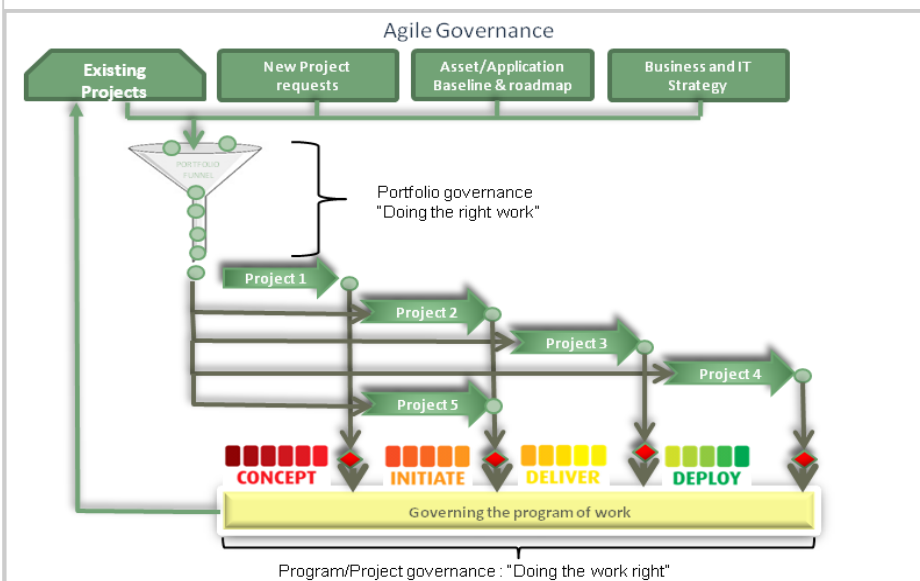 Agile Governance
Existing
Projects
New Project
requests
Asset/Application
Baseline & roadmap
Business and IT
Strategy
PORTFOLIO
FUNNEL
Portfolio governance
"Doing the right work"
Project 1
Project 2
Project 3
Project 4
Project 5
CONCEPT
INITIATE
DELIVER
DEPLOY
Governing the program of work
Program/Project governance : "Doing the work right"